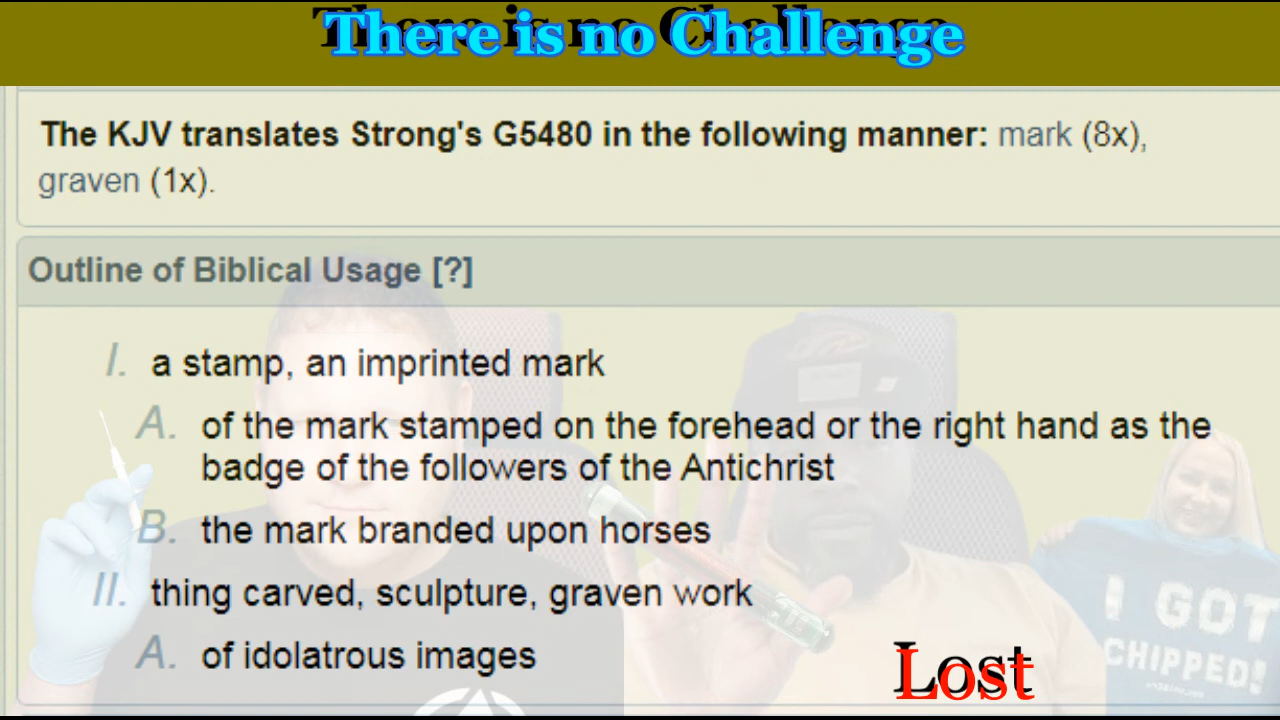 There is no Challenge
The KJV translates Strong's G5480 in the following manner: mark (8x),
graven (1x).
Outline of Biblical Usage [?]
I. a stamp, an imprinted mark
A. of the mark stamped on the forehead or the right hand as the
badge of the followers of the Antichrist
B. the mark branded upon horses
II. thing carved, sculpture, graven work
A. of idolatrous images
I GOT
CHIPPED!
Lost